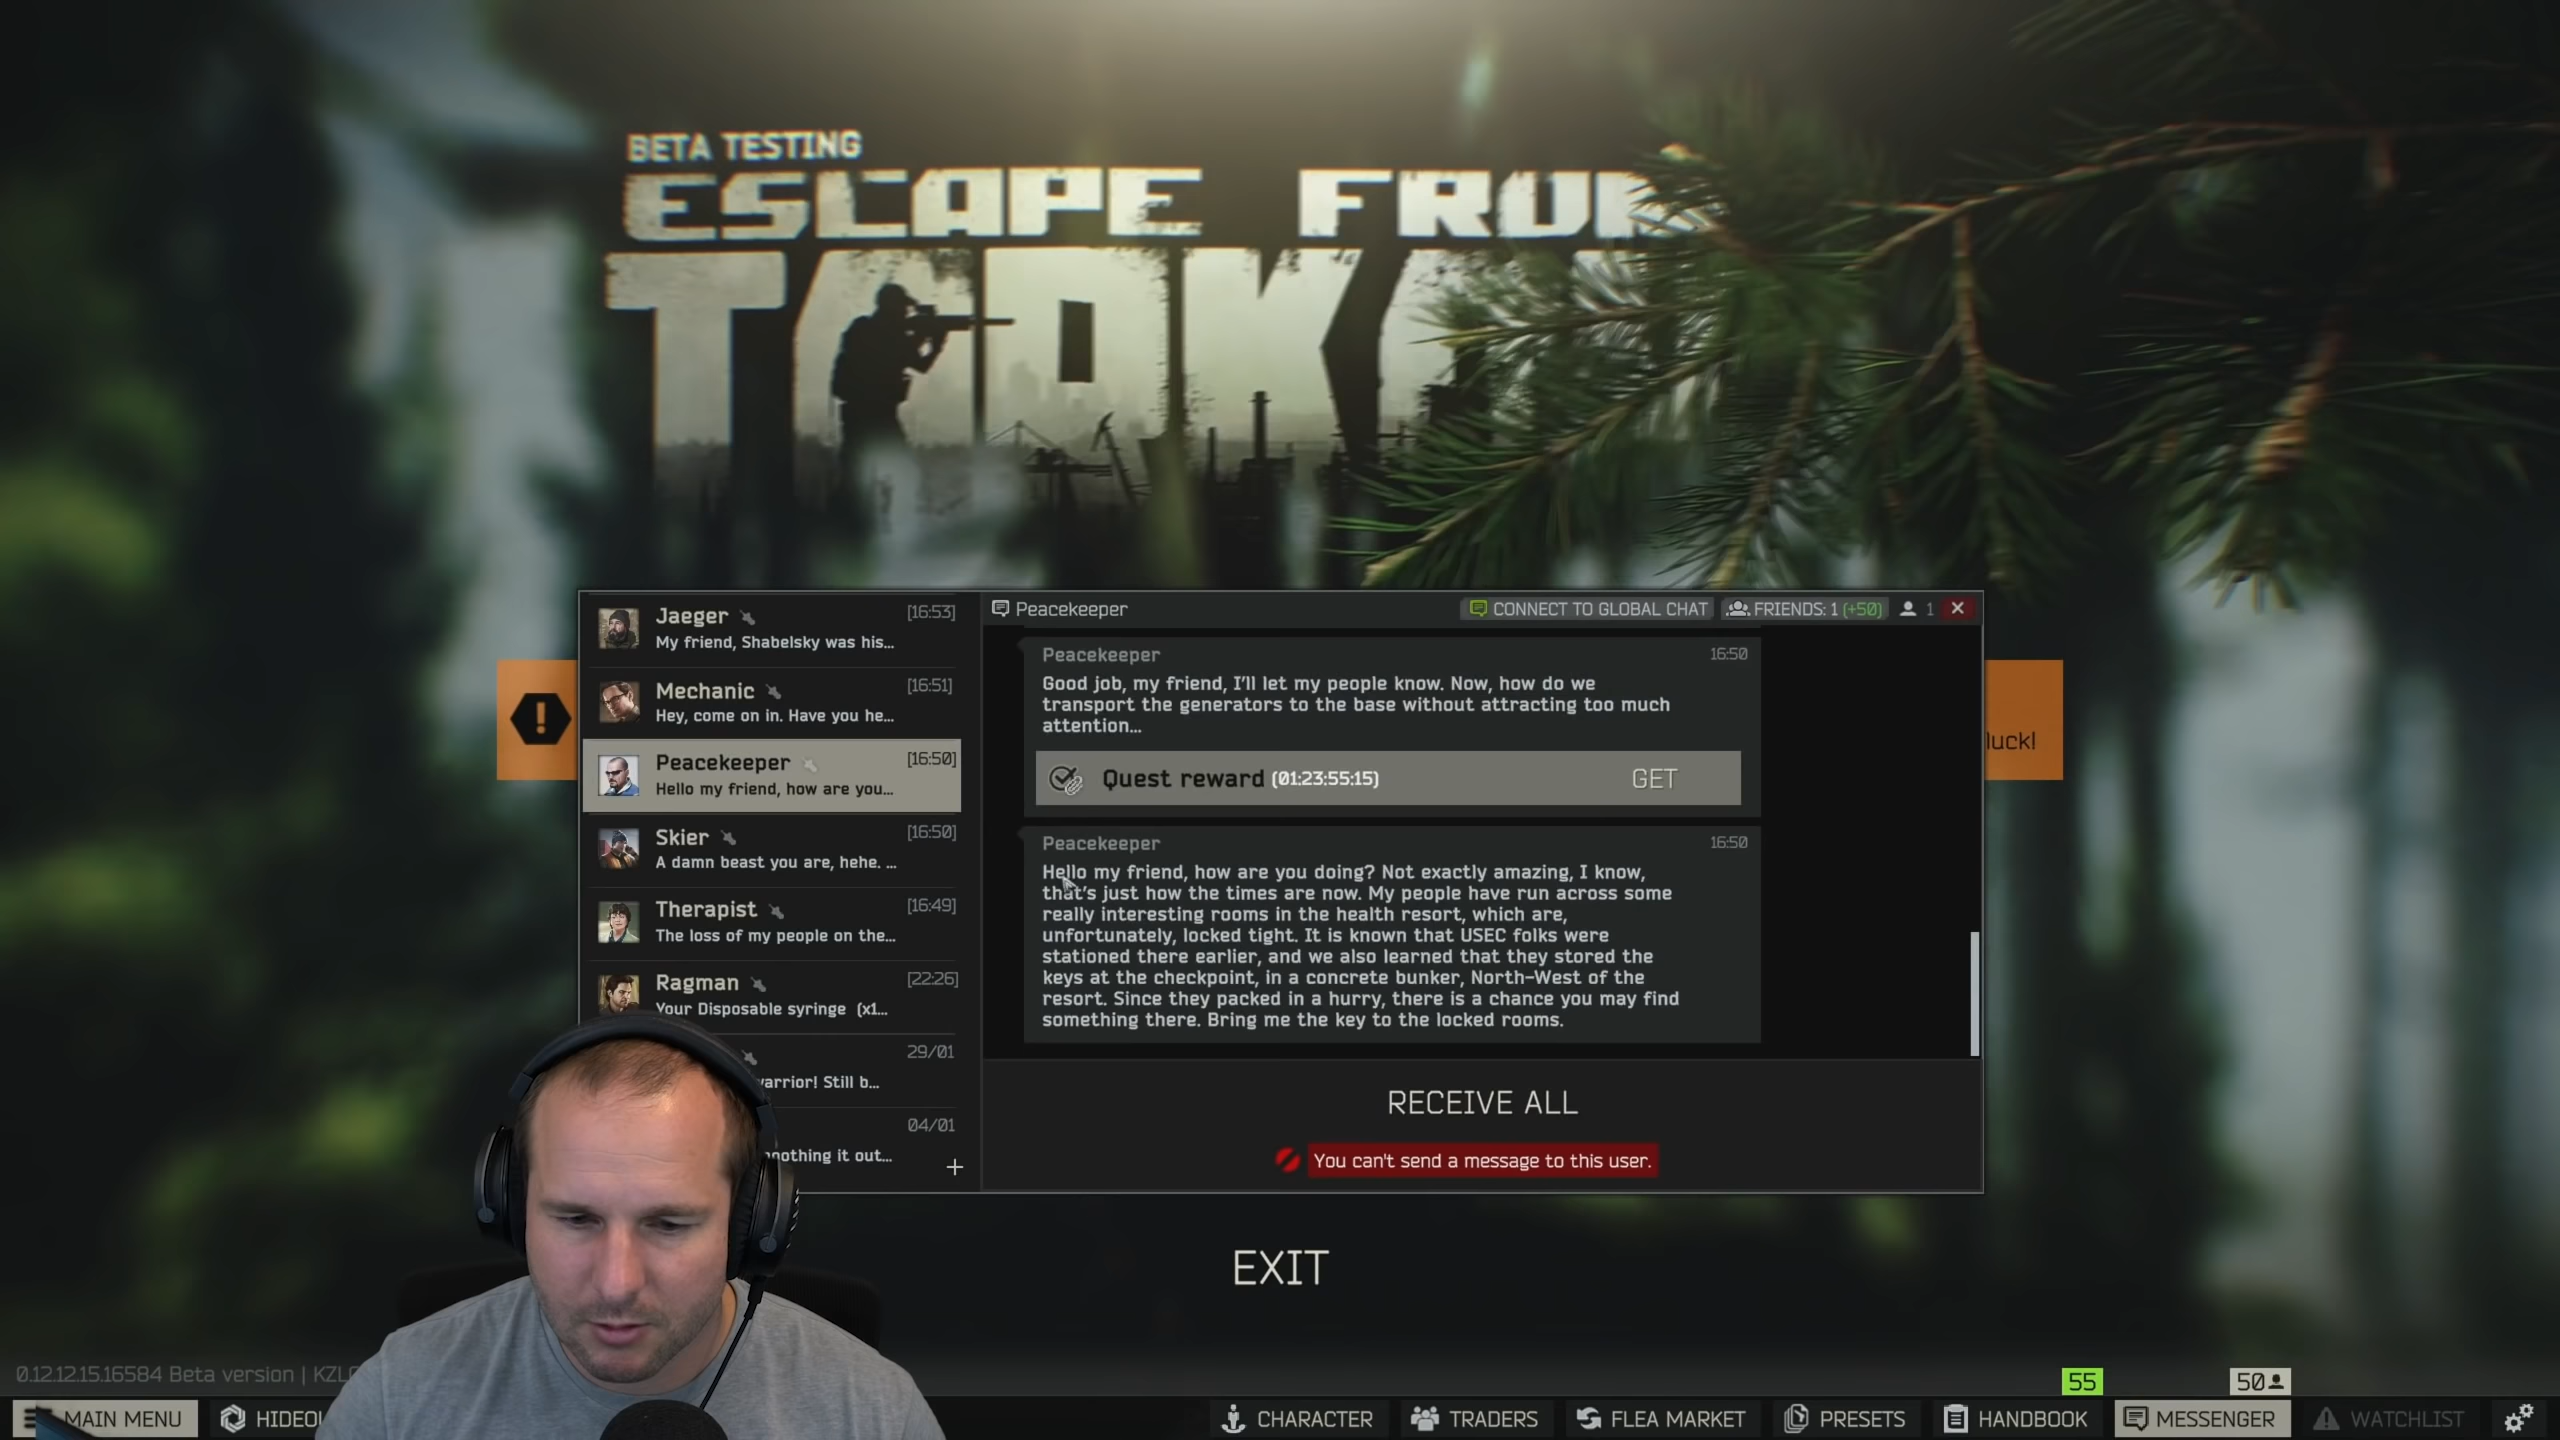 BETA TESTING
ESCAPE FROM
Jaeger [16:53]
My friend, Shabelsky was his...
Mechanic [16:51]
Hey, come on in. Have you he...
Peacekeeper [16:50]
Hello my friend, how are you...
Skier [16:50]
A damn beast you are, hehe. ...
Therapist [16:49]
The loss of my people on the...
Ragman [22:26]
Your Disposable syringe (x1...
29/01
warrior! Still b...
04/01
nothing it out...
+
Peacekeeper
CONNECT TO GLOBAL CHAT
FRIENDS: 1 (+50)
1
Peacekeeper 16:50
Good job, my friend, I'll let my people know. Now, how do we
transport the generators to the base without attracting too much
attention...
Quest reward (01:23:55:15) GET
Peacekeeper 16:50
Hello my friend, how are you doing? Not exactly amazing, I know,
that's just how the times are now. My people have run across some
really interesting rooms in the health resort, which are,
unfortunately, locked tight. It is known that USEC folks were
stationed there earlier, and we also learned that they stored the
keys at the checkpoint, in a concrete bunker, North-West of the
resort. Since they packed in a hurry, there is a chance you may find
something there. Bring me the key to the locked rooms.
RECEIVE ALL
You can't send a message to this user.
luck!
EXIT
0.12.12.15.16584 Beta version | KZL
55
50
MAIN MENU
HIDEOU
CHARACTER
TRADERS
FLEA MARKET
PRESETS
HANDBOOK
MESSENGER
WATCHLIST